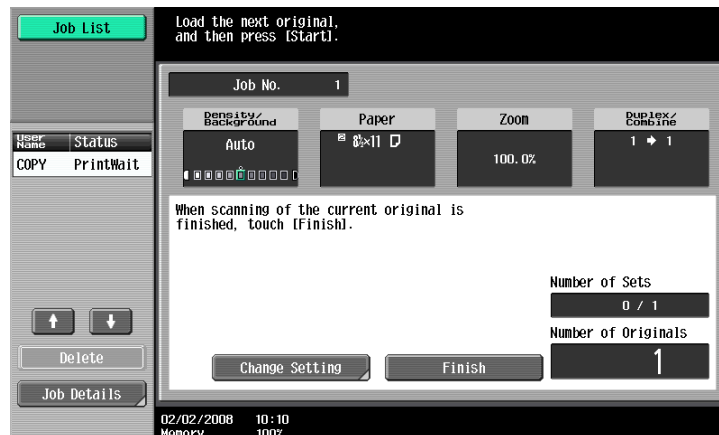 Job List
Load the next original,
and then press [Start].
Job No. 1
Density/
Background
Paper
Zoom
Duplex/
Combine
User
Name
Status
Auto
2 8½×11
100.0%
1 → 1
COPY PrintWait
When scanning of the current original is
finished, touch [Finish].
Number of Sets
0 / 1
Number of Originals
1
Delete
Change Setting
Finish
Job Details
02/02/2008 10:10
Memory 100%